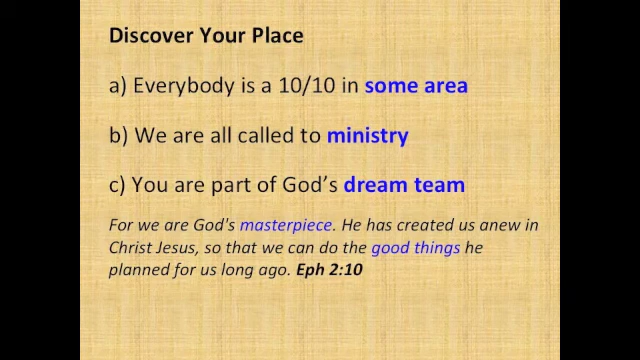 Discover Your Place
a) Everybody is a 10/10 in some area
b) We are all called to ministry
c) You are part of God’s dream team
For we are God's masterpiece. He has created us anew in
Christ Jesus, so that we can do the good things he
planned for us long ago. Eph 2:10